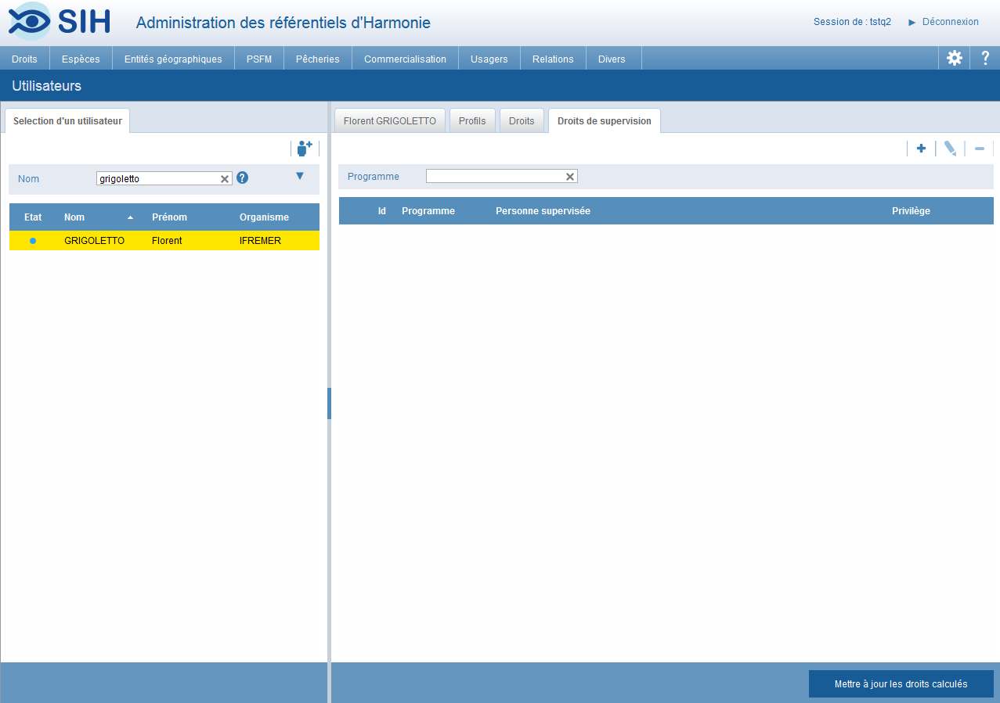 SIH Administration des référentiels d'Harmonie Session de : tstq2 Déconnexion
Droits Espèces Entités géographiques PSFM Pêcheries Commercialisation Usagers Relations Divers ?
Utilisateurs
Selection d'un utilisateur
Nom grigoletto ?
Etat Nom Prénom Organisme
GRIGOLETTO Florent IFREMER
Florent GRIGOLETTO Profils Droits Droits de supervision
Programme
Id Programme Personne supervisée Privilège
Mettre à jour les droits calculés